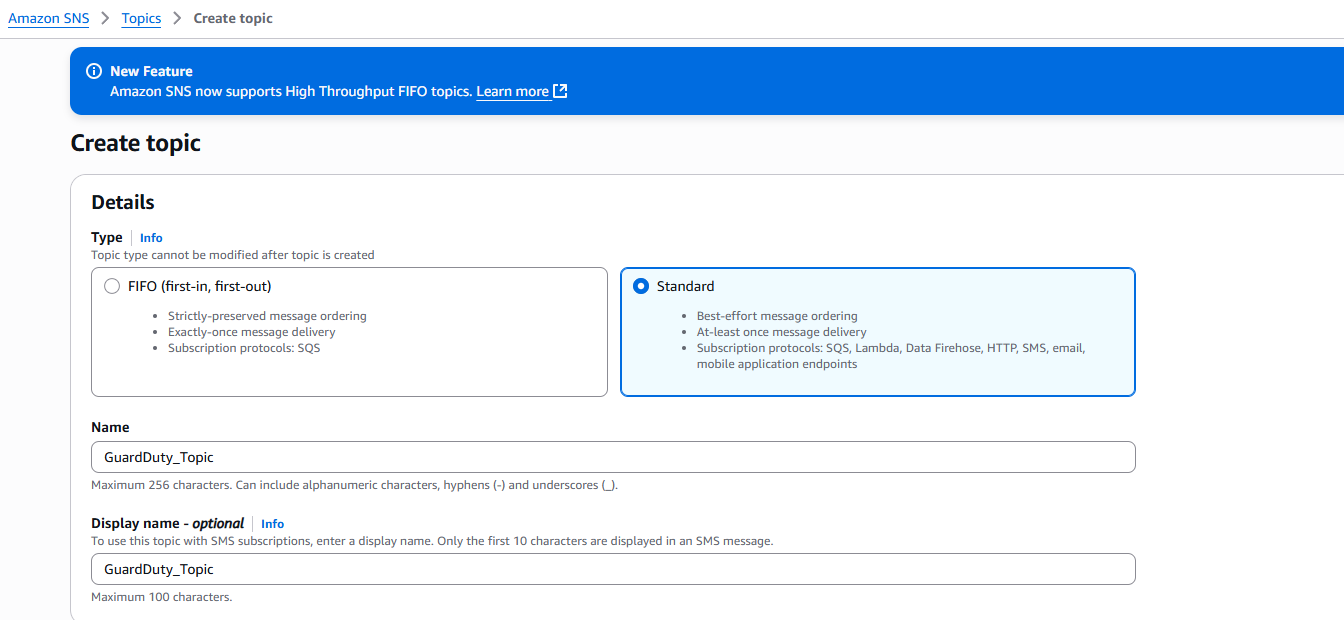 Amazon SNS > Topics > Create topic
New Feature
Amazon SNS now supports High Throughput FIFO topics. Learn more
Create topic
Details
Type | Info
Topic type cannot be modified after topic is created
FIFO (first-in, first-out)
• Strictly-preserved message ordering
• Exactly-once message delivery
• Subscription protocols: SQS
Standard
• Best-effort message ordering
• At-least once message delivery
• Subscription protocols: SQS, Lambda, Data Firehose, HTTP, SMS, email,
mobile application endpoints
Name
GuardDuty_Topic
Maximum 256 characters. Can include alphanumeric characters, hyphens (-) and underscores (_).
Display name - optional | Info
To use this topic with SMS subscriptions, enter a display name. Only the first 10 characters are displayed in an SMS message.
GuardDuty_Topic
Maximum 100 characters.